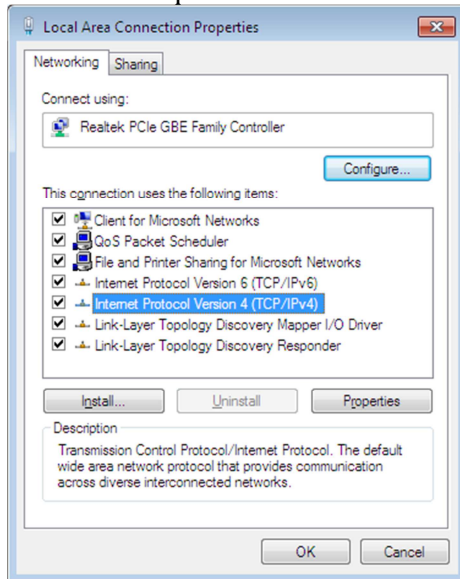 Local Area Connection Properties
Networking
Sharing
Connect using:
Realtek PCIe GBE Family Controller
Configure...
This connection uses the following items:
Client for Microsoft Networks
QoS Packet Scheduler
File and Printer Sharing for Microsoft Networks
Internet Protocol Version 6 (TCP/IPv6)
Internet Protocol Version 4 (TCP/IPv4)
Link-Layer Topology Discovery Mapper I/O Driver
Link-Layer Topology Discovery Responder
Install...
Uninstall
Properties
Description
Transmission Control Protocol/Internet Protocol. The default
wide area network protocol that provides communication
across diverse interconnected networks.
OK
Cancel